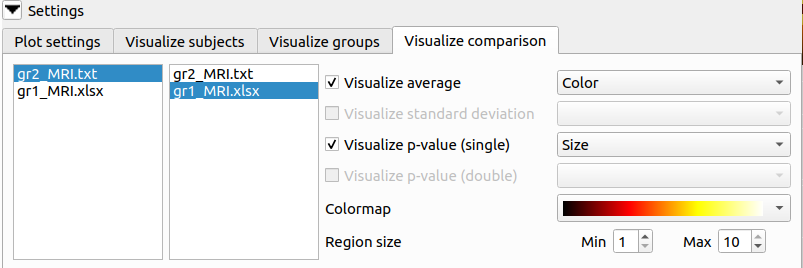 Settings
Plot settings
Visualize subjects
Visualize groups
Visualize comparison
gr2_MRI.txt
gr1_MRI.xlsx
gr2_MRI.txt
gr1_MRI.xlsx
Visualize average
Color
Visualize standard deviation
Visualize p-value (single)
Size
Visualize p-value (double)
Colormap
Region size
Min
1
Max
10